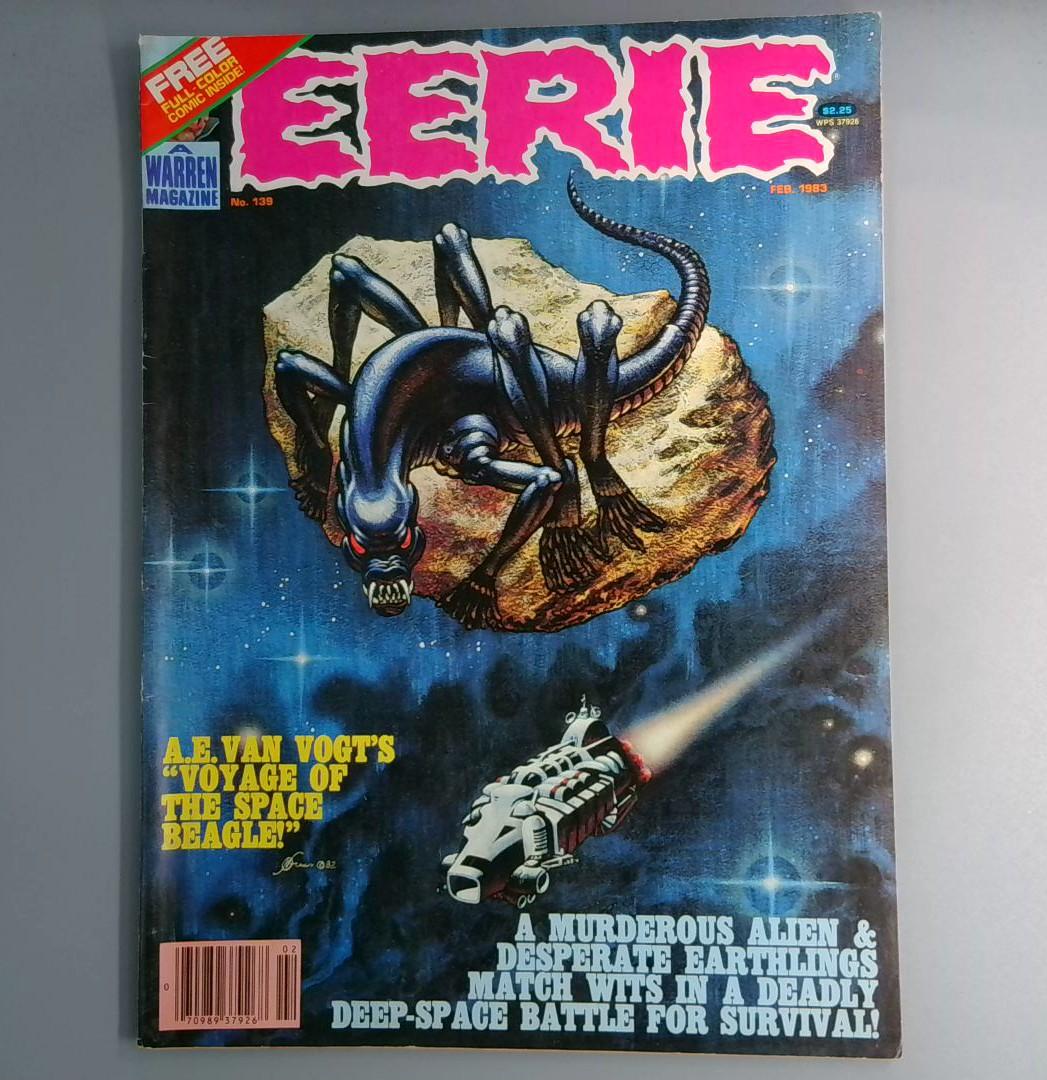 FREE
FULL-COLOR
COMIC INSIDE!
EERIE
®
$2.25
WPS 37926
A
WARREN
MAGAZINE
No. 139
FEB. 1983
A.E. VAN VOGT'S
“VOYAGE OF
THE SPACE
BEAGLE!”
©82
A MURDEROUS ALIEN &
DESPERATE EARTHLINGS
MATCH WITS IN A DEADLY
DEEP-SPACE BATTLE FOR SURVIVAL!
02
0
70989 37926